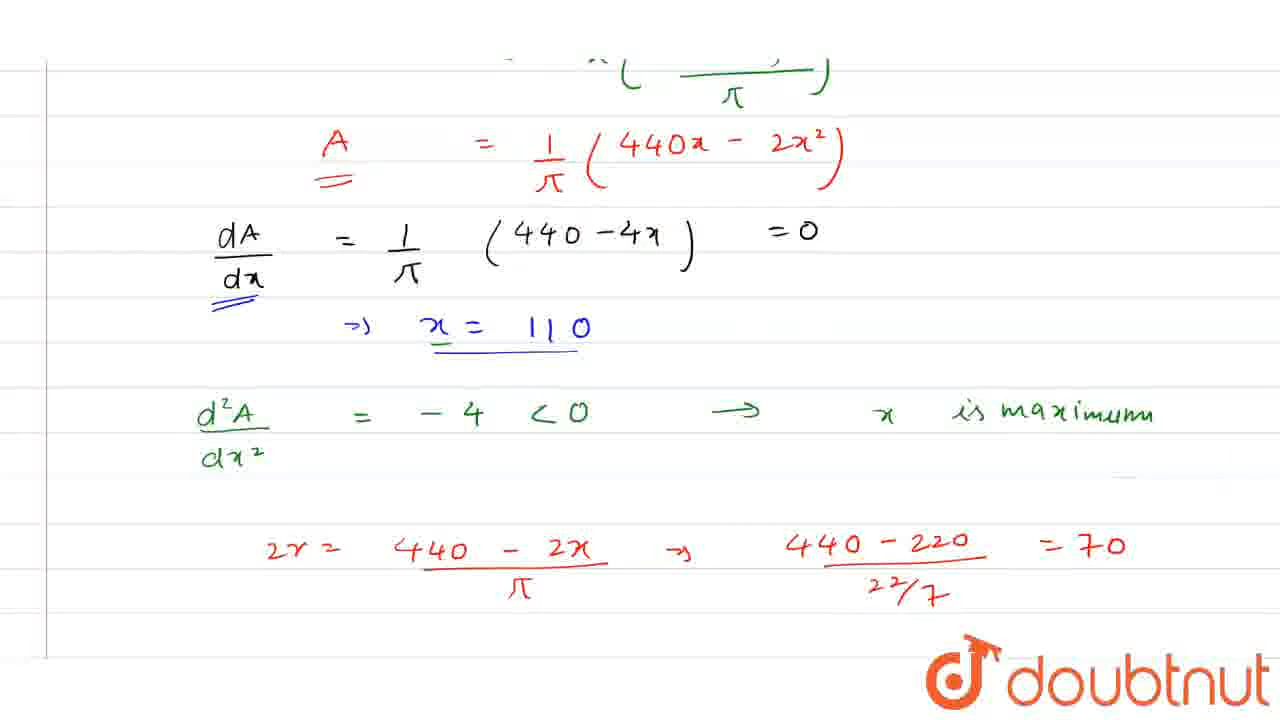 x( / π )
A = 1/π ( 440x - 2x² )
dA/dx = 1/π ( 440 - 4x ) = 0
⇒ x = 110
d²A/dx² = - 4 < 0 → x is maximum
2r = 440 - 2x / π ⇒ 440 - 220 / 22/7 = 70
doubtnut